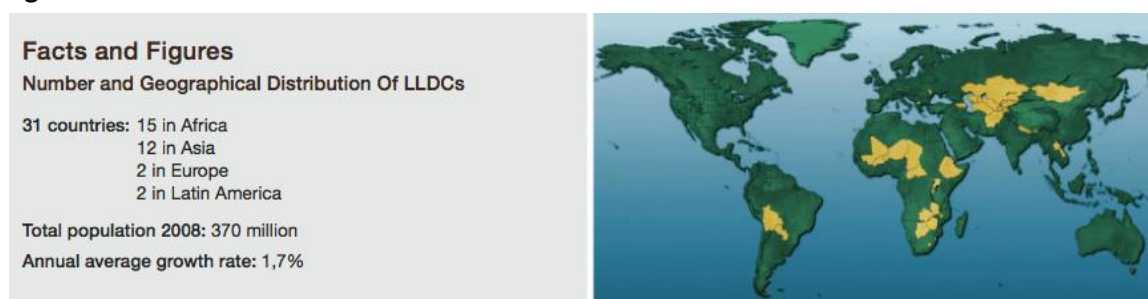 Facts and Figures
Number and Geographical Distribution Of LLDCs
31 countries: 15 in Africa
12 in Asia
2 in Europe
2 in Latin America
Total population 2008: 370 million
Annual average growth rate: 1,7%